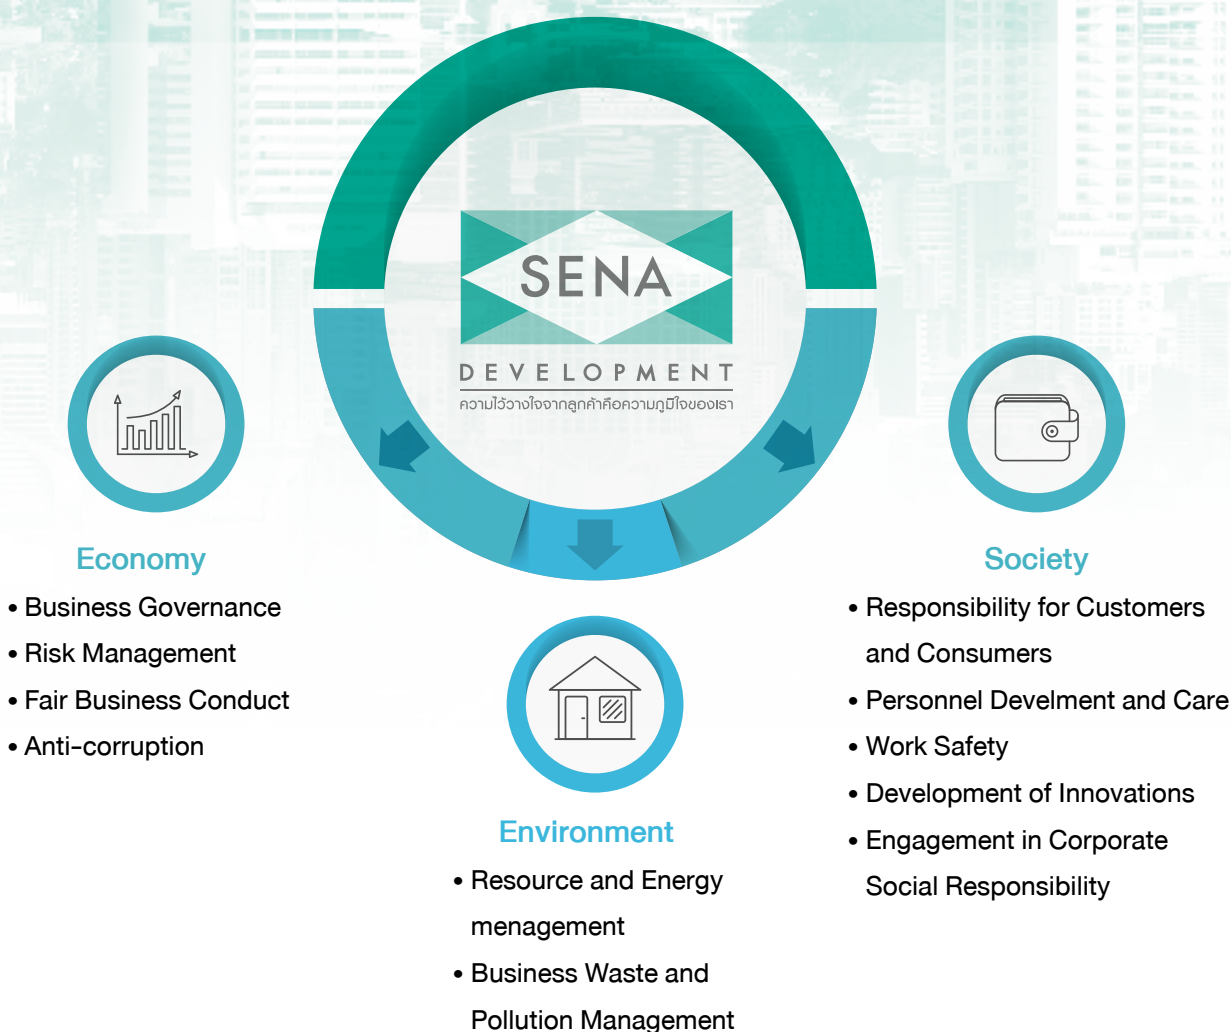 SENA
DEVELOPMENT
ความไว้วางใจจากลูกค้าคือความภูมิใจของเรา
Economy
• Business Governance
• Risk Management
• Fair Business Conduct
• Anti-corruption
Environment
• Resource and Energy
menagement
• Business Waste and
Pollution Management
Society
• Responsibility for Customers
and Consumers
• Personnel Develment and Care
• Work Safety
• Development of Innovations
• Engagement in Corporate
Social Responsibility